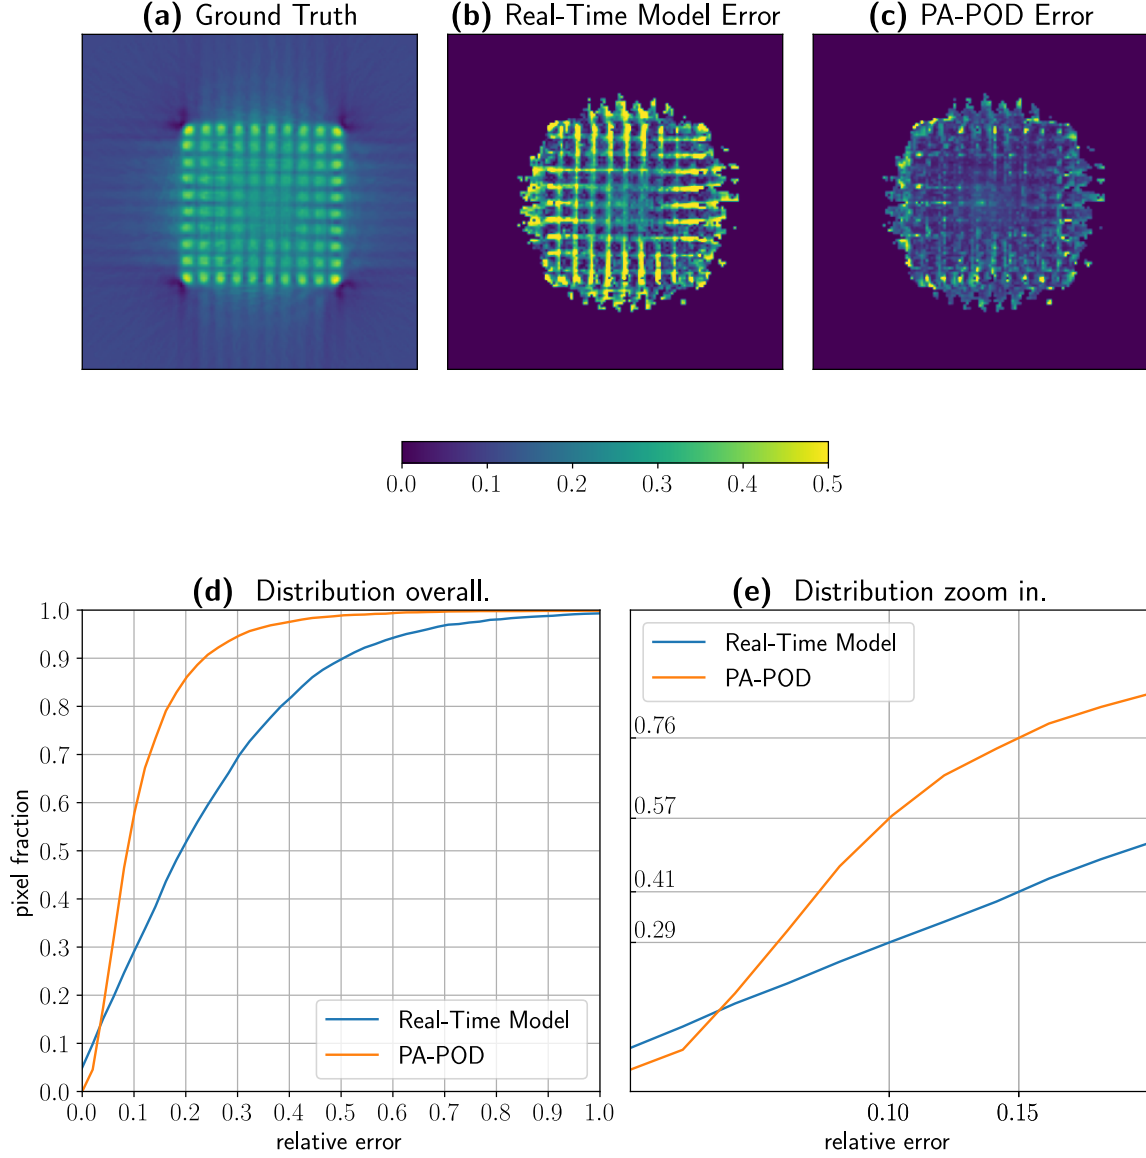 (a) Ground Truth
(b) Real-Time Model Error
(c) PA-POD Error
0.0 0.1 0.2 0.3 0.4 0.5
(d) Distribution overall.
1.0
0.9
0.8
0.7
0.6
0.5
0.4
0.3
0.2
0.1
0.0
pixel fraction
Real-Time Model
PA-POD
0.0 0.1 0.2 0.3 0.4 0.5 0.6 0.7 0.8 0.9 1.0
relative error
(e) Distribution zoom in.
Real-Time Model
PA-POD
0.76
0.57
0.41
0.29
0.10 0.15
relative error